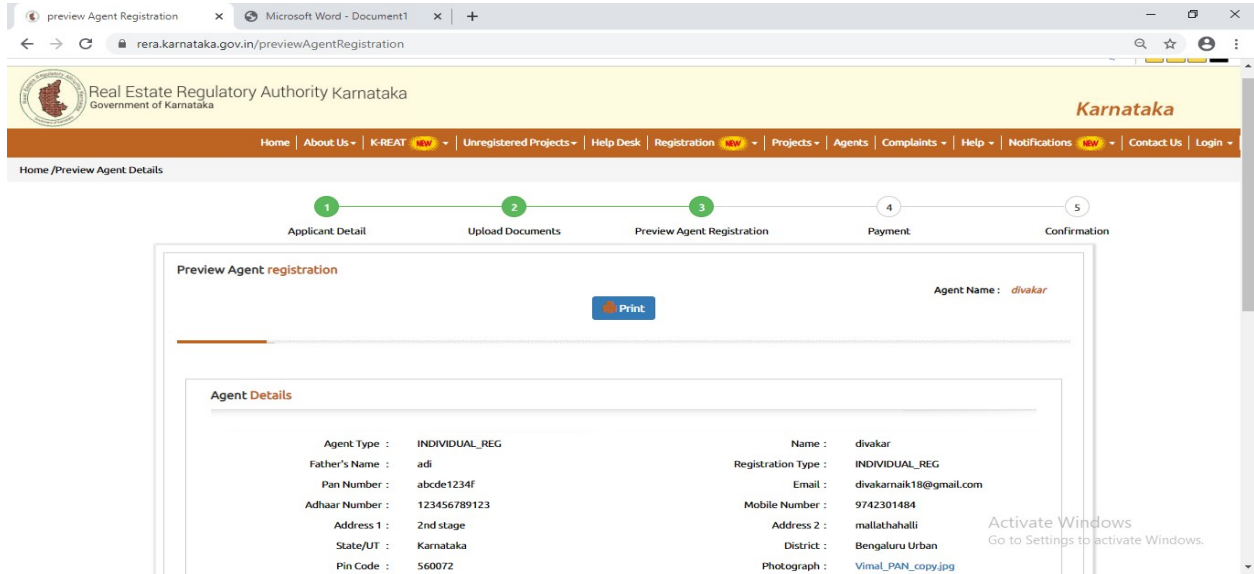 preview Agent Registration
Microsoft Word - Document1
rera.karnataka.gov.in/previewAgentRegistration
Real Estate Regulatory Authority Karnataka
Government of Karnataka
Karnataka
Home About Us K-REAT NEW Unregistered Projects Help Desk Registration NEW Projects Agents Complaints Help Notifications NEW Contact Us Login
Home /Preview Agent Details
1 2 3 4 5
Applicant Detail Upload Documents Preview Agent Registration Payment Confirmation
Preview Agent registration
Agent Name : divakar
Print
Agent Details
Agent Type : INDIVIDUAL_REG Name : divakar
Father's Name : adi Registration Type : INDIVIDUAL_REG
Pan Number : abcde1234f Email : divakarnaik18@gmail.com
Adhaar Number : 123456789123 Mobile Number : 9742301484
Address 1 : 2nd stage Address 2 : mallathahalli
State/UT : Karnataka District : Bengaluru Urban
Pin Code : 560072 Photograph : Vimal_PAN_copy.jpg
Activate Windows
Go to Settings to activate Windows.